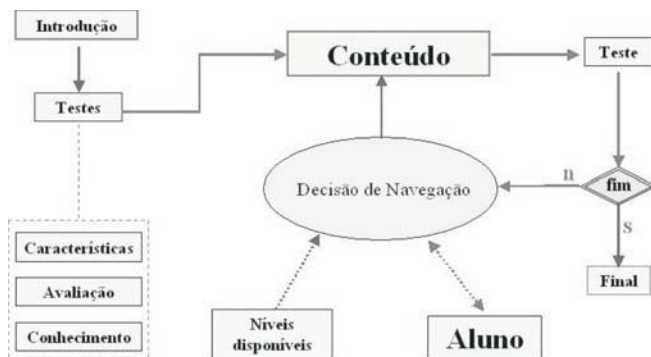 Introdução
Conteúdo
Teste
Testes
Decisão de Navegação
n
fim
s
Características
Avaliação
Conhecimento
Níveis
disponíveis
Aluno
Final